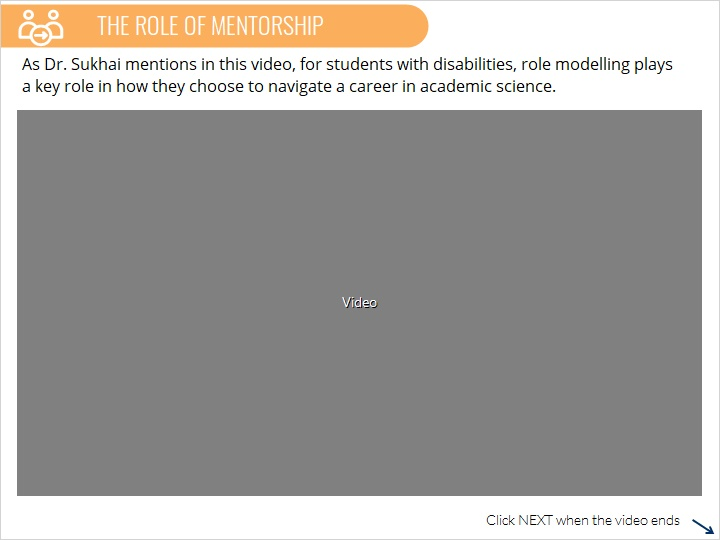 THE ROLE OF MENTORSHIP
As Dr. Sukhai mentions in this video, for students with disabilities, role modelling plays
a key role in how they choose to navigate a career in academic science.
Video
Click NEXT when the video ends